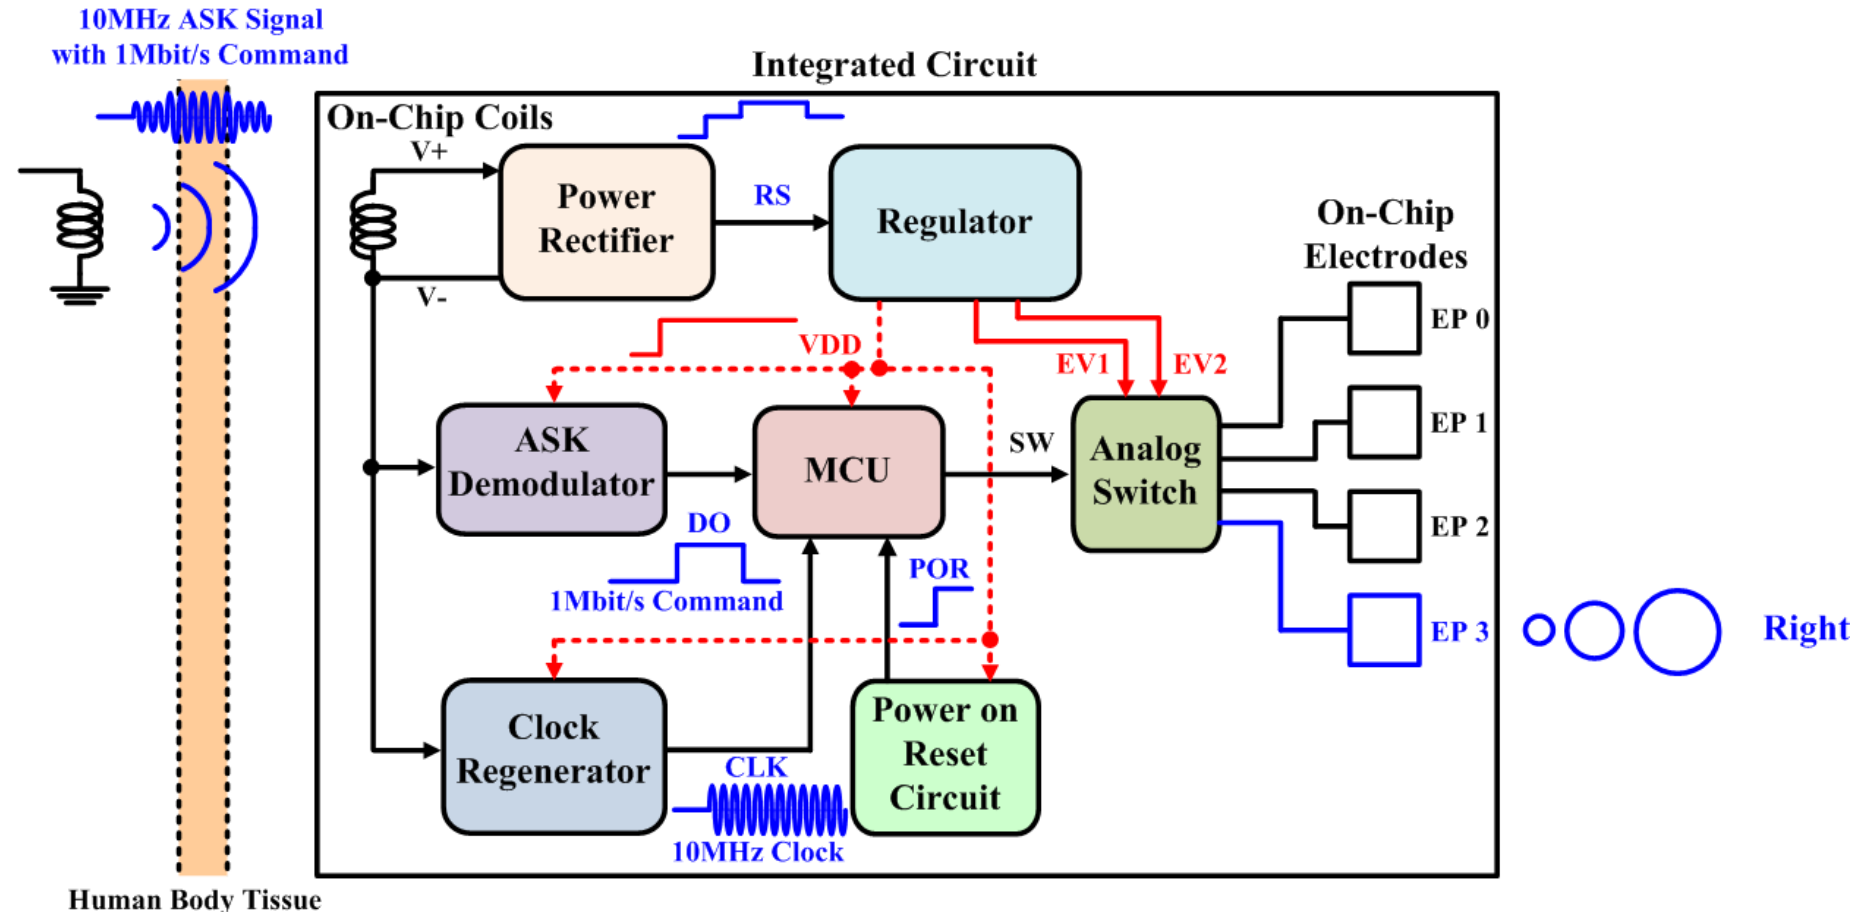 10MHz ASK Signal
with 1Mbit/s Command
Integrated Circuit
On-Chip Coils
V+
Power
Rectifier
RS
Regulator
On-Chip
Electrodes
V-
VDD
EV1
EV2
EP 0
ASK
Demodulator
MCU
SW
Analog
Switch
EP 1
EP 2
DO
1Mbit/s Command
POR
EP 3
Right
Clock
Regenerator
CLK
10MHz Clock
Power on
Reset
Circuit
Human Body Tissue